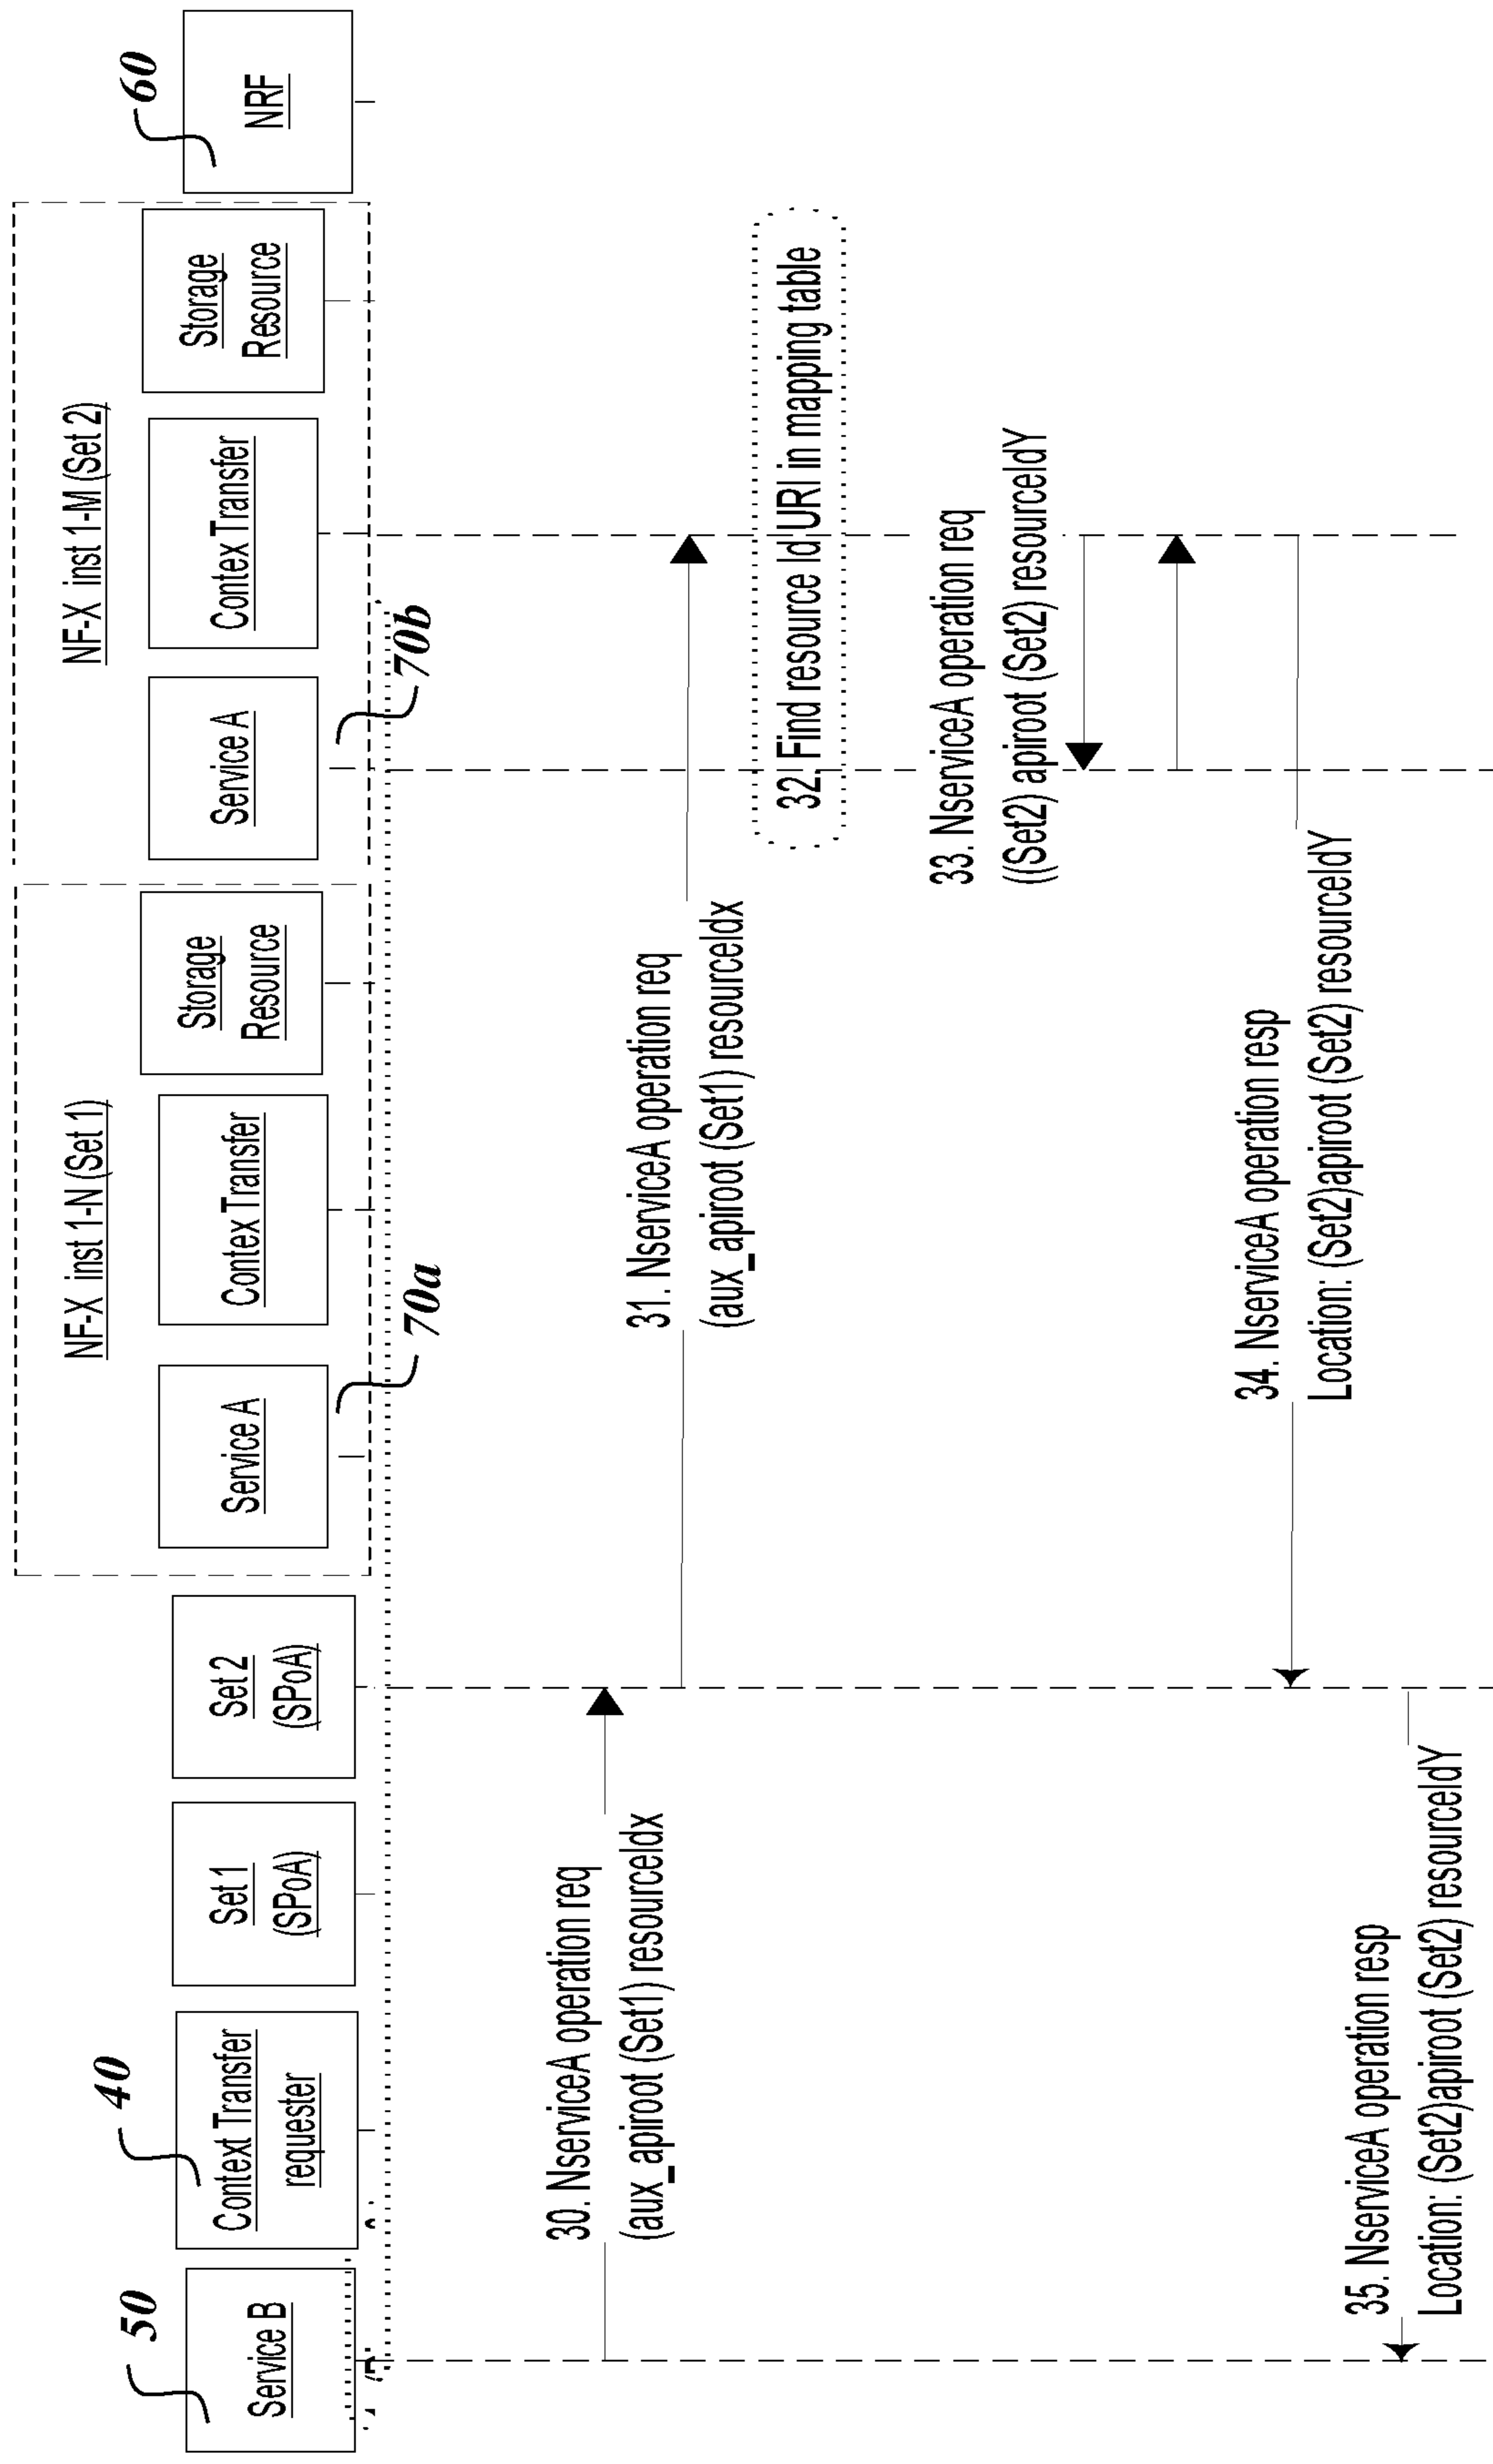 50
Service B
40
Context Transfer
requester
Set 1
(SPoA)
Set 2
(SPoA)
NF-X inst 1-N (Set 1)
Service A
70a
Contex Transfer
Storage
Resource
NF-X inst 1-M (Set 2)
Service A
70b
Contex Transfer
Storage
Resource
60
NRF
30. NserviceA operation req
(aux_apiroot (Set1) resourceIdx
31. NserviceA operation req
(aux_apiroot (Set1) resourceIdx
32. Find resource Id URI in mapping table
33. NserviceA operation req
((Set2) apiroot (Set2) resourceIdY
34. NserviceA operation resp
Location: (Set2)apiroot (Set2) resourceIdY
35. NserviceA operation resp
Location: (Set2)apiroot (Set2) resourceIdY